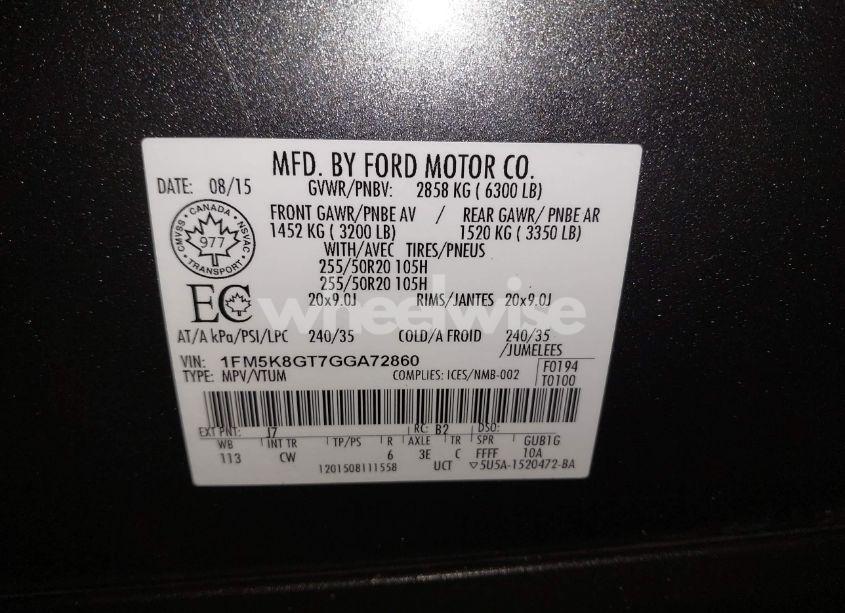 MFD. BY FORD MOTOR CO.
DATE: 08/15 GVWR/PNBV: 2858 KG ( 6300 LB)
FRONT GAWR/PNBE AV / REAR GAWR/ PNBE AR
1452 KG ( 3200 LB) 1520 KG ( 3350 LB)
WITH/AVEC TIRES/PNEUS
255/50R20 105H
255/50R20 105H
20x9.0J RIMS/JANTES 20x9.0J
CMVSS · CANADA · NSVAC
977
TRANSPORT
EC
wheelwise
AT/A kPa/PSI/LPC 240/35 COLD/A FROID 240/35
/JUMELEES
VIN: 1FM5K8GT7GGA72860 F0194
TYPE: MPV/VTUM COMPLIES: ICES/NMB-002 T0100
EXT PNT: J7 RC: B2 DSO:
WB INT TR TP/PS R AXLE TR SPR GUB1G
113 CW 6 3E C FFFF 10A
1201508111558 UCT ▽5U5A-1520472-BA